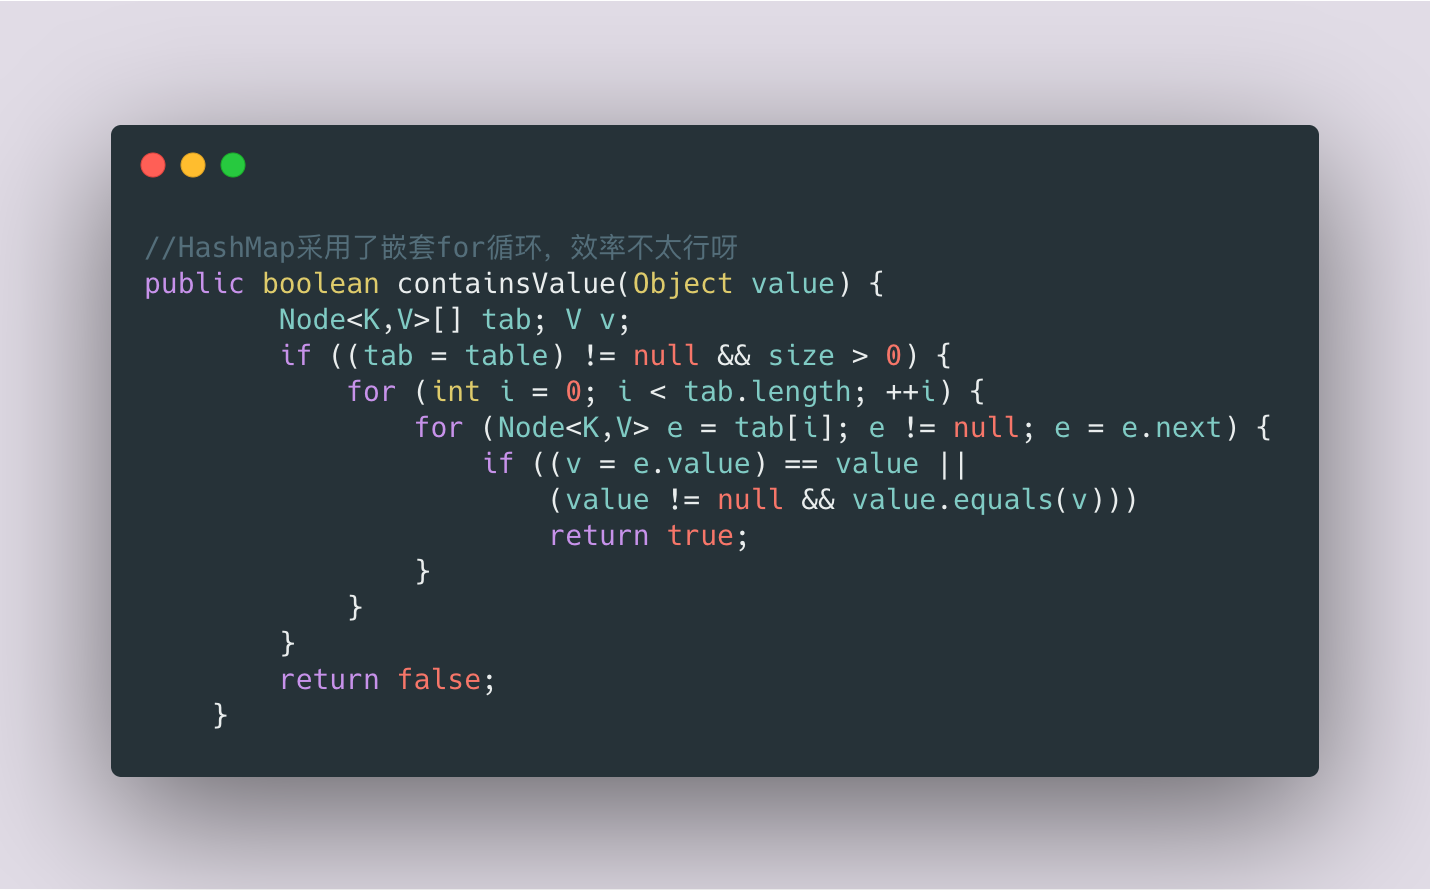 //HashMap采用了嵌套for循环，效率不太行呀
public boolean containsValue(Object value) {
        Node<K,V>[] tab; V v;
        if ((tab = table) != null && size > 0) {
            for (int i = 0; i < tab.length; ++i) {
                for (Node<K,V> e = tab[i]; e != null; e = e.next) {
                    if ((v = e.value) == value ||
                        (value != null && value.equals(v)))
                        return true;
                }
            }
        }
        return false;
    }